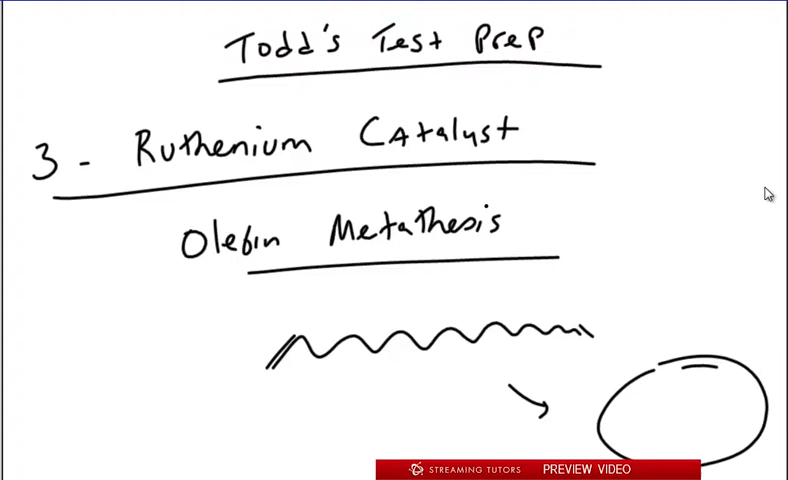 Todd's Test Prep
3 - Ruthenium Catalyst
Olefin Metathesis
STREAMING TUTORS PREVIEW VIDEO